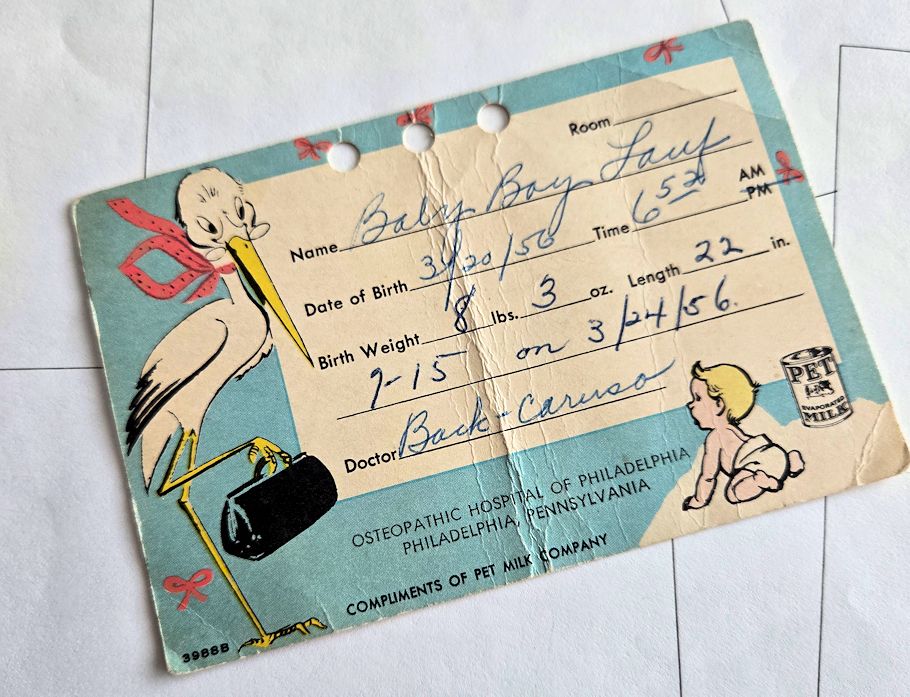 Room
Name Baby Boy Lauf
Date of Birth 3/20/56 Time 6 53 AM
PM
Birth Weight 8 lbs. 3 oz. Length 22 in.
7-15 on 3/24/56.
Doctor Back-Caruso
OSTEOPATHIC HOSPITAL OF PHILADELPHIA
PHILADELPHIA, PENNSYLVANIA
COMPLIMENTS OF PET MILK COMPANY
3988B
PET
EVAPORATED
MILK